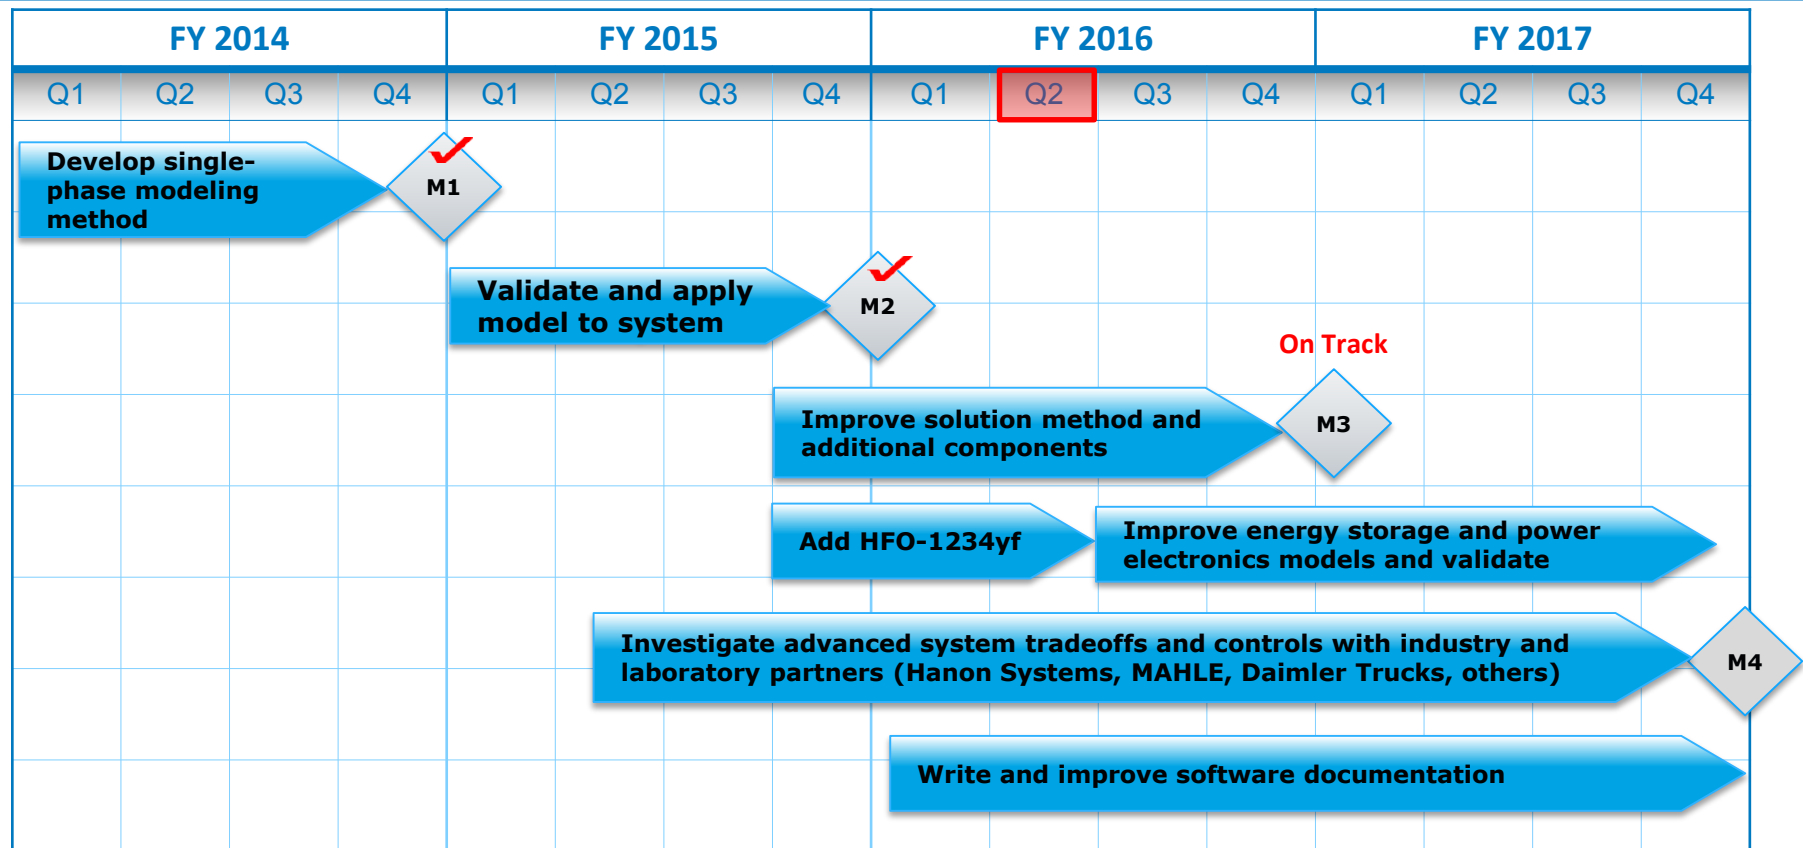 FY 2014 FY 2015 FY 2016 FY 2017
Q1 Q2 Q3 Q4 Q1 Q2 Q3 Q4 Q1 Q2 Q3 Q4 Q1 Q2 Q3 Q4
Develop single-
phase modeling
method
M1
Validate and apply
model to system
M2
On Track
Improve solution method and
additional components
M3
Add HFO-1234yf
Improve energy storage and power
electronics models and validate
Investigate advanced system tradeoffs and controls with industry and
laboratory partners (Hanon Systems, MAHLE, Daimler Trucks, others)
M4
Write and improve software documentation